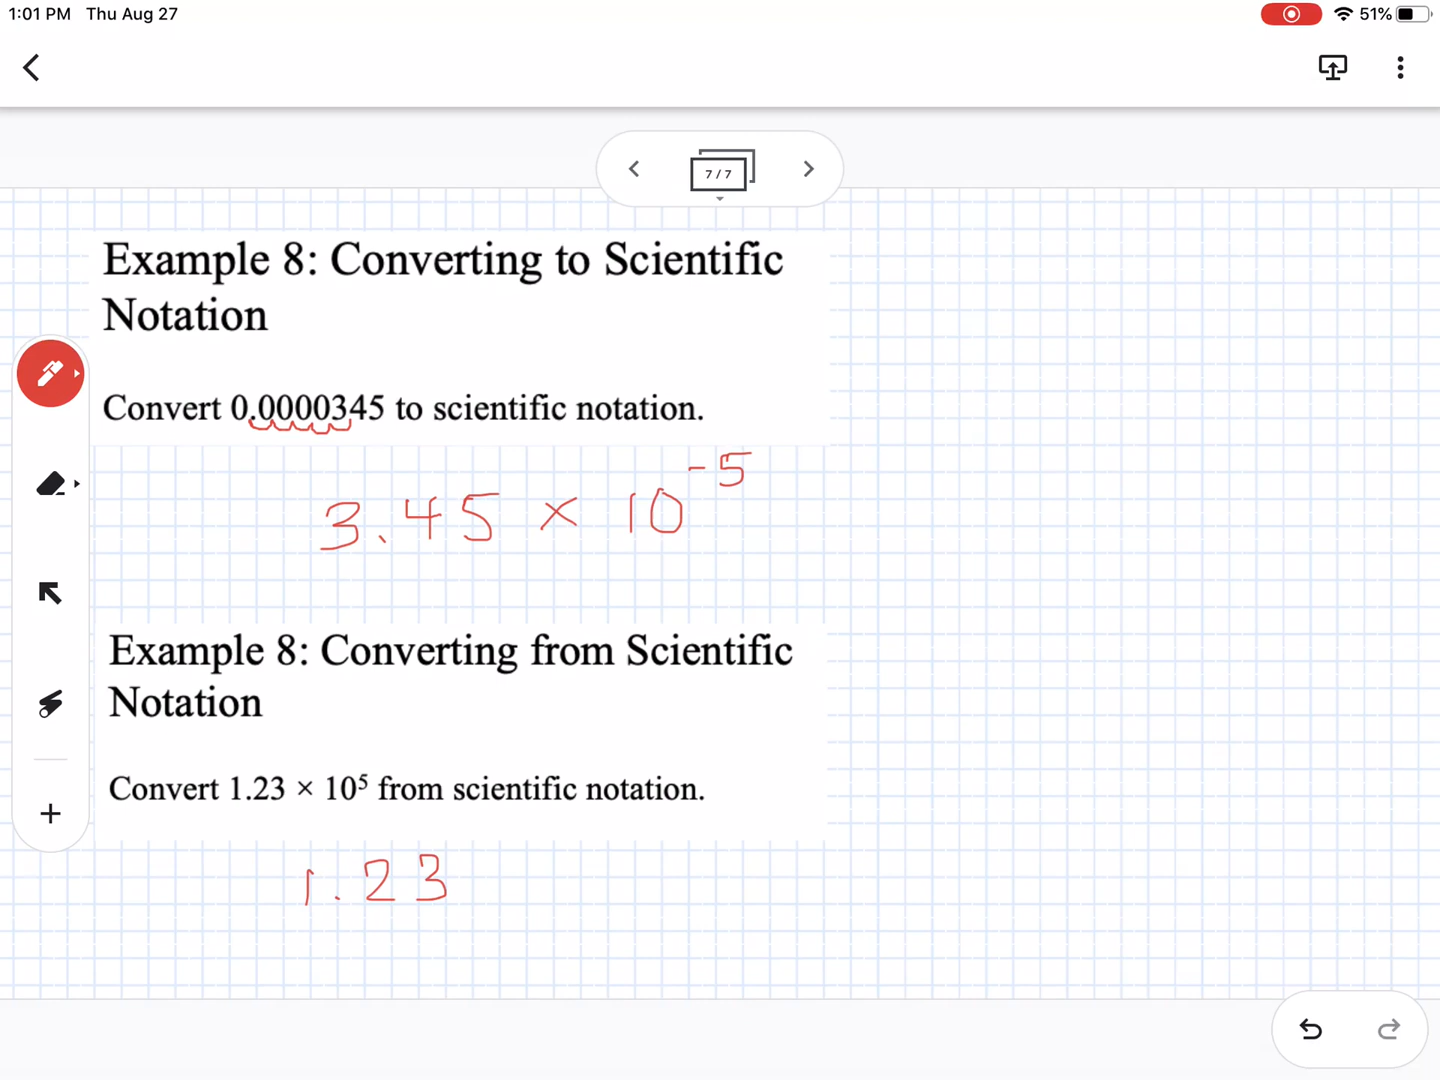 1:01 PM Thu Aug 27 51%
7 / 7
Example 8: Converting to Scientific
Notation
Convert 0.0000345 to scientific notation.
3.45 × 10⁻⁵
Example 8: Converting from Scientific
Notation
Convert 1.23 × 10⁵ from scientific notation.
1.23